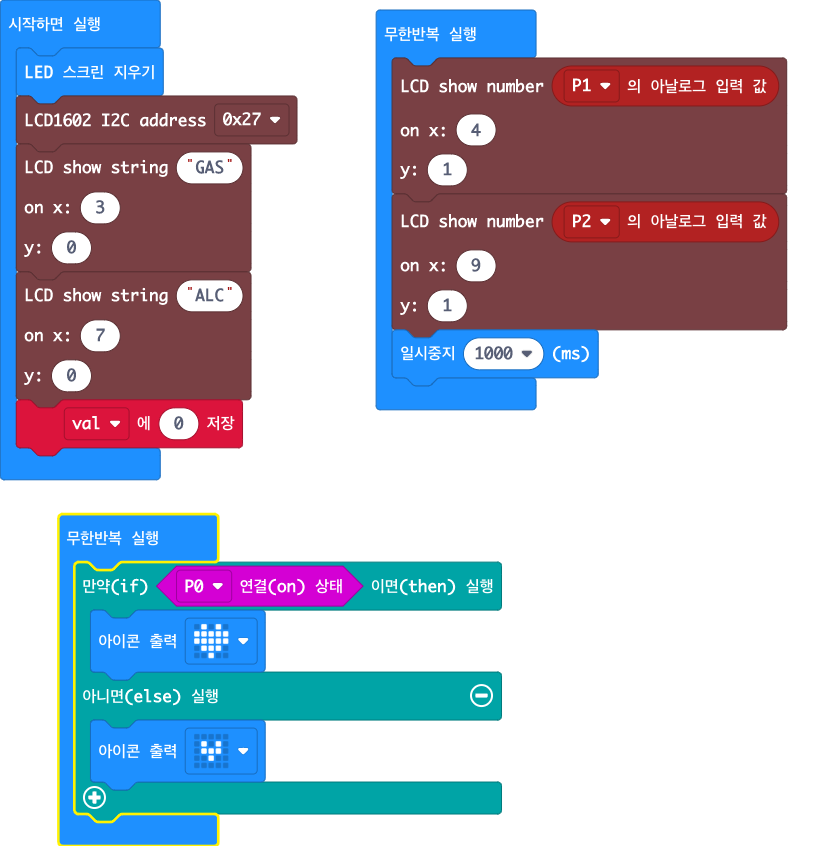 시작하면 실행
LED 스크린 지우기
LCD1602 I2C address 0x27
LCD show string "GAS"
on x: 3
y: 0
LCD show string "ALC"
on x: 7
y: 0
val 에 0 저장
무한반복 실행
LCD show number P1 의 아날로그 입력 값
on x: 4
y: 1
LCD show number P2 의 아날로그 입력 값
on x: 9
y: 1
일시중지 1000 (ms)
무한반복 실행
만약(if) P0 연결(on) 상태 이면(then) 실행
아이콘 출력
아니면(else) 실행
아이콘 출력